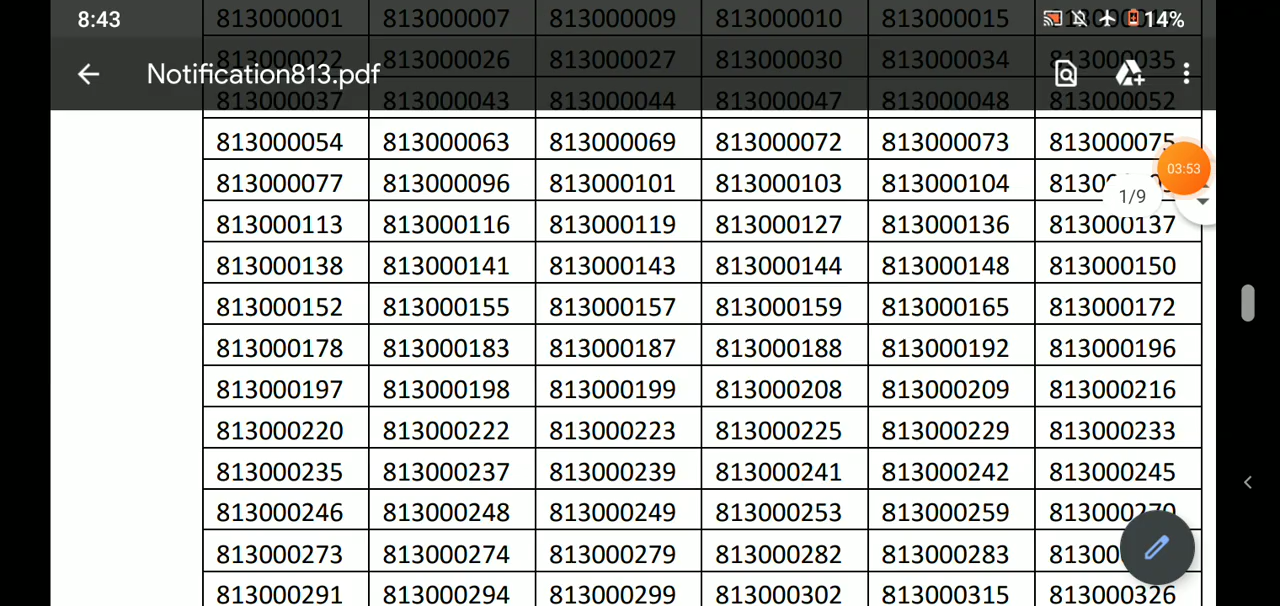 813000001 813000007 813000009 813000010 813000015
8:43 14%
813000022 813000026 813000027 813000030 813000034 813000035
Notification813.pdf
813000037 813000043 813000044 813000047 813000048 813000052
813000054 813000063 813000069 813000072 813000073 813000075
03:53
813000077 813000096 813000101 813000103 813000104
1/9
813000113 813000116 813000119 813000127 813000136 813000137
813000138 813000141 813000143 813000144 813000148 813000150
813000152 813000155 813000157 813000159 813000165 813000172
813000178 813000183 813000187 813000188 813000192 813000196
813000197 813000198 813000199 813000208 813000209 813000216
813000220 813000222 813000223 813000225 813000229 813000233
813000235 813000237 813000239 813000241 813000242 813000245
813000246 813000248 813000249 813000253 813000259 813000270
813000273 813000274 813000279 813000282 813000283
813000291 813000294 813000299 813000302 813000315 813000326